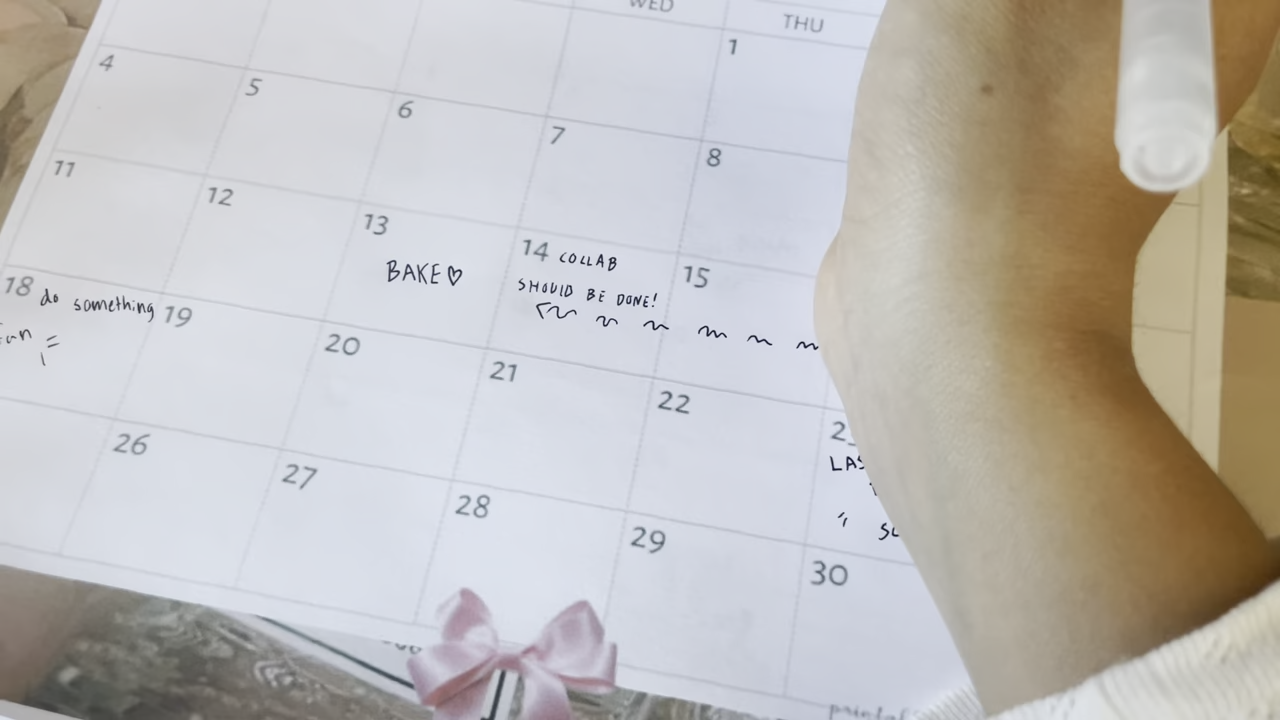 WED THU
1
4 5 6 7 8
11 12 13 14 COLLAB 15
BAKE♡ SHOULD BE DONE!
18 do something 19 20 21 22
26 27 28 29 30